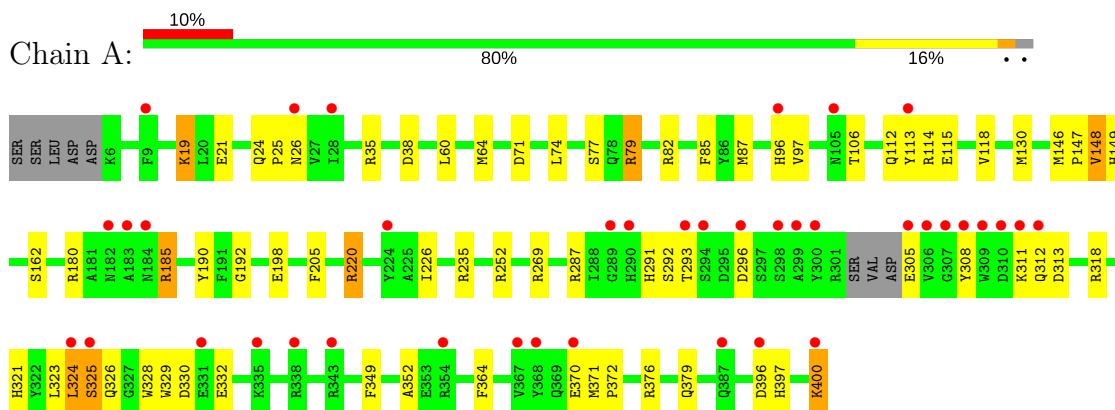 10%
Chain A:
80% 16% • •
SER SER LEU ASP ASP K6 F9 K19 L20 E21 Q24 P25 N26 V27 I28 R35 D38 L60 M64 D71 L74 S77 Q78 R79 R82 F85 Y86 M87 H96 V97 N105 T106 Q112 Y113 R114 E115 V118 M130 M146 P147 V148 H149
S162 R180 A181 N182 A183 N184 R185 Y190 F191 G192 E198 F205 R220 Y224 A225 I226 R235 R252 R269 R287 I288 G289 H290 H291 S292 T293 S294 D295 D296 S297 S298 A299 Y300 R301 SER VAL ASP E305 V306 G307 Y308 W309 D310 K311 Q312 D313 R318
H321 Y322 L323 L324 S325 Q326 G327 W328 W329 D330 E331 E332 K335 R338 R343 F349 A352 E353 R354 F364 V367 Y368 Q369 E370 M371 P372 R376 Q379 Q387 D396 H397 K400